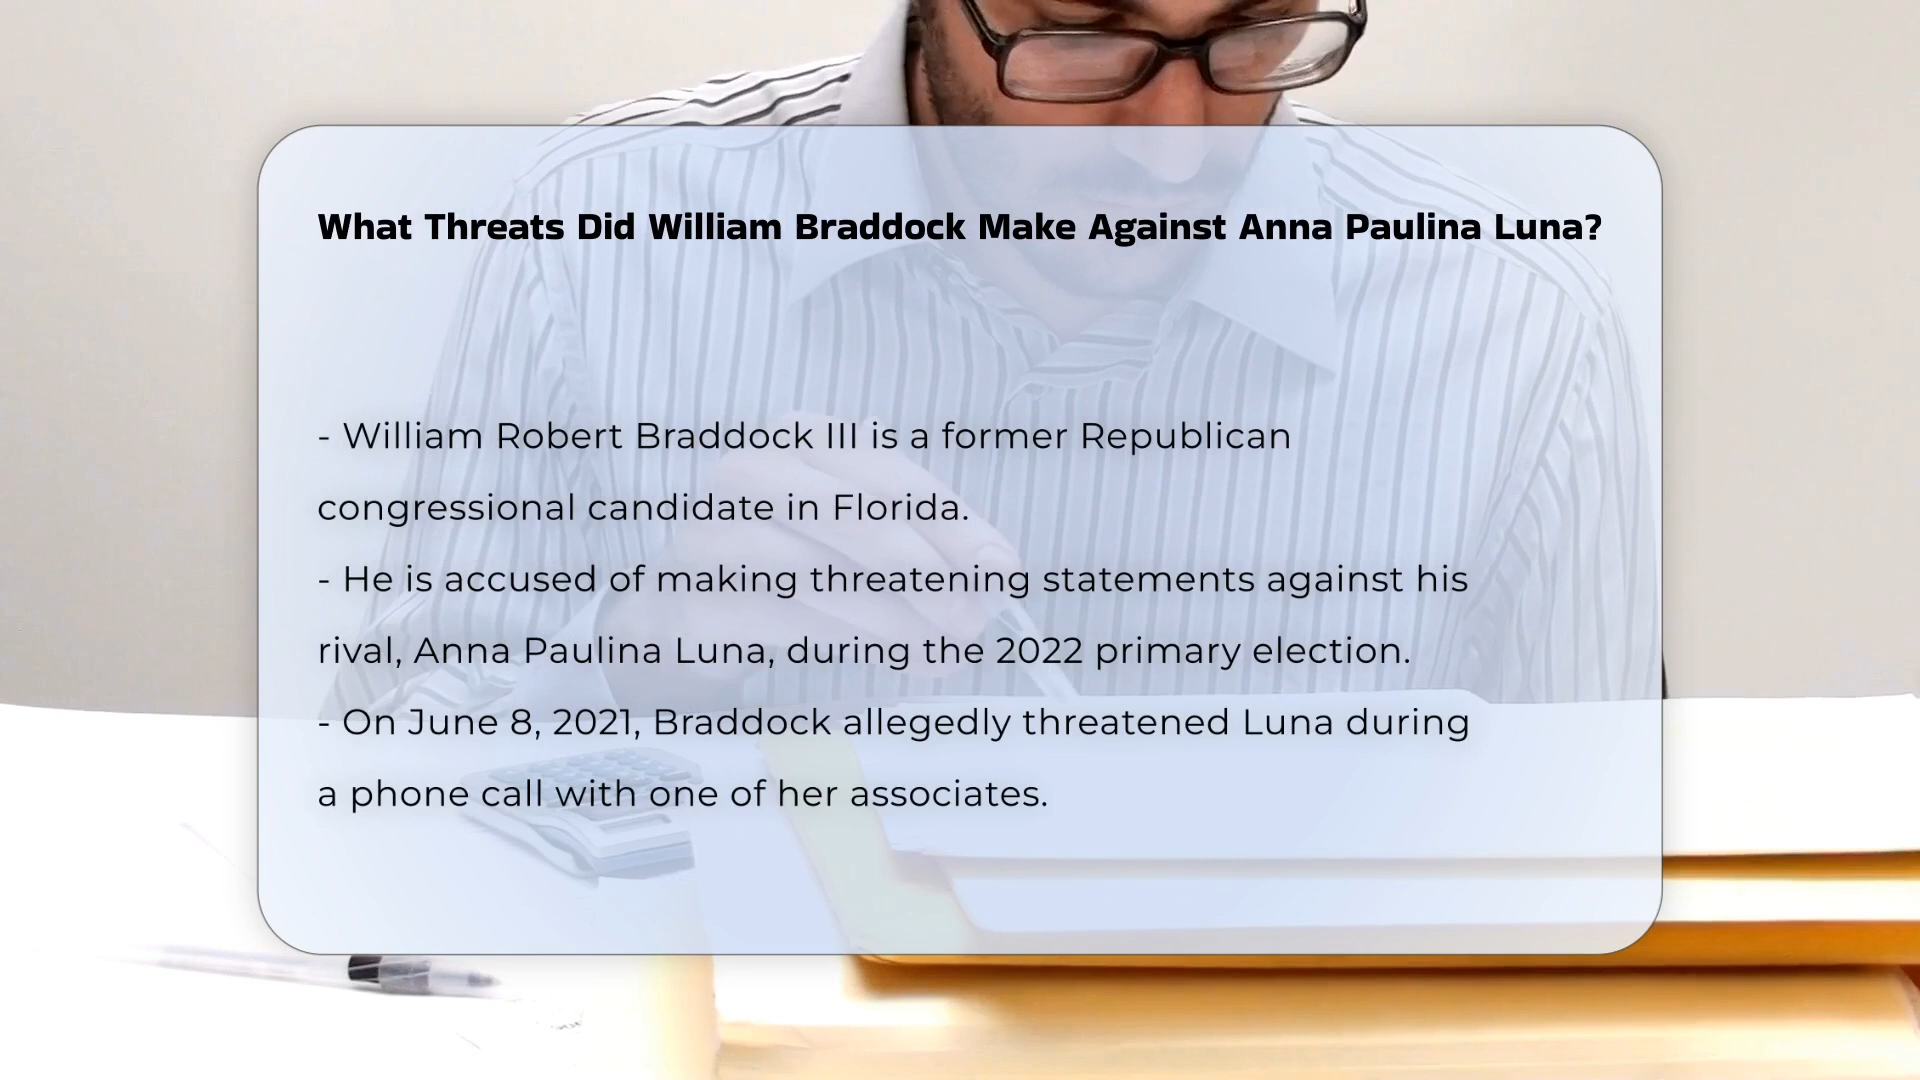 What Threats Did William Braddock Make Against Anna Paulina Luna?
- William Robert Braddock III is a former Republican
congressional candidate in Florida.
- He is accused of making threatening statements against his
rival, Anna Paulina Luna, during the 2022 primary election.
- On June 8, 2021, Braddock allegedly threatened Luna during
a phone call with one of her associates.